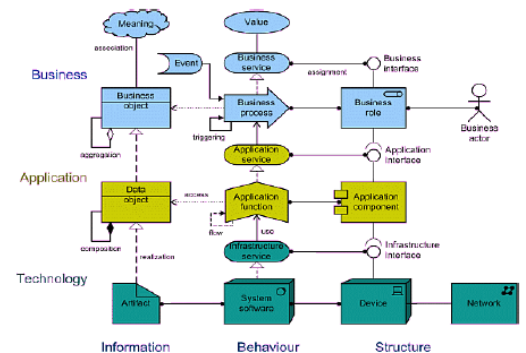 Meaning
Value
association
Event
Business
service
Business
interface
Business
assignment
Business
object
Business
process
Business
role
triggering
aggregation
Business
actor
Application
service
Application
interface
Application
Data
object
access
Application
function
Application
component
flow
use
composition
Infrastructure
service
Infrastructure
interface
realization
Technology
Artifact
System
software
Device
Network
Information
Behaviour
Structure